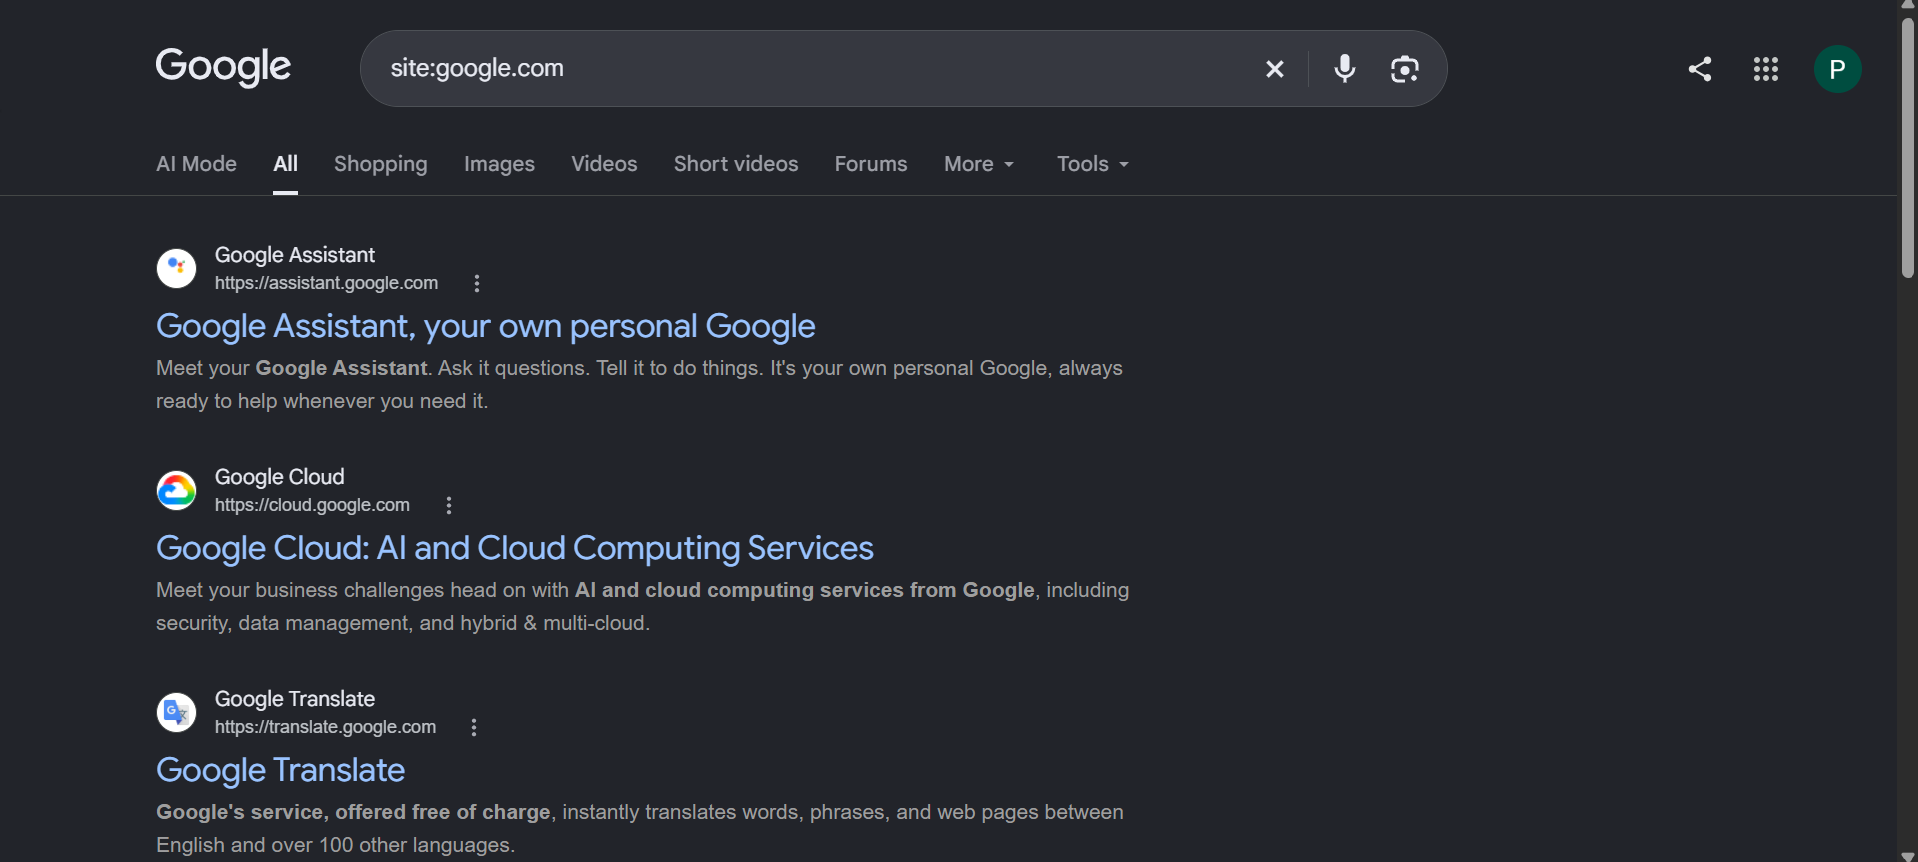 Google
site:google.com
P
AI Mode
All
Shopping
Images
Videos
Short videos
Forums
More
Tools
Google Assistant
https://assistant.google.com
Google Assistant, your own personal Google
Meet your Google Assistant. Ask it questions. Tell it to do things. It's your own personal Google, always
ready to help whenever you need it.
Google Cloud
https://cloud.google.com
Google Cloud: AI and Cloud Computing Services
Meet your business challenges head on with AI and cloud computing services from Google, including
security, data management, and hybrid & multi-cloud.
Google Translate
https://translate.google.com
Google Translate
Google's service, offered free of charge, instantly translates words, phrases, and web pages between
English and over 100 other languages.